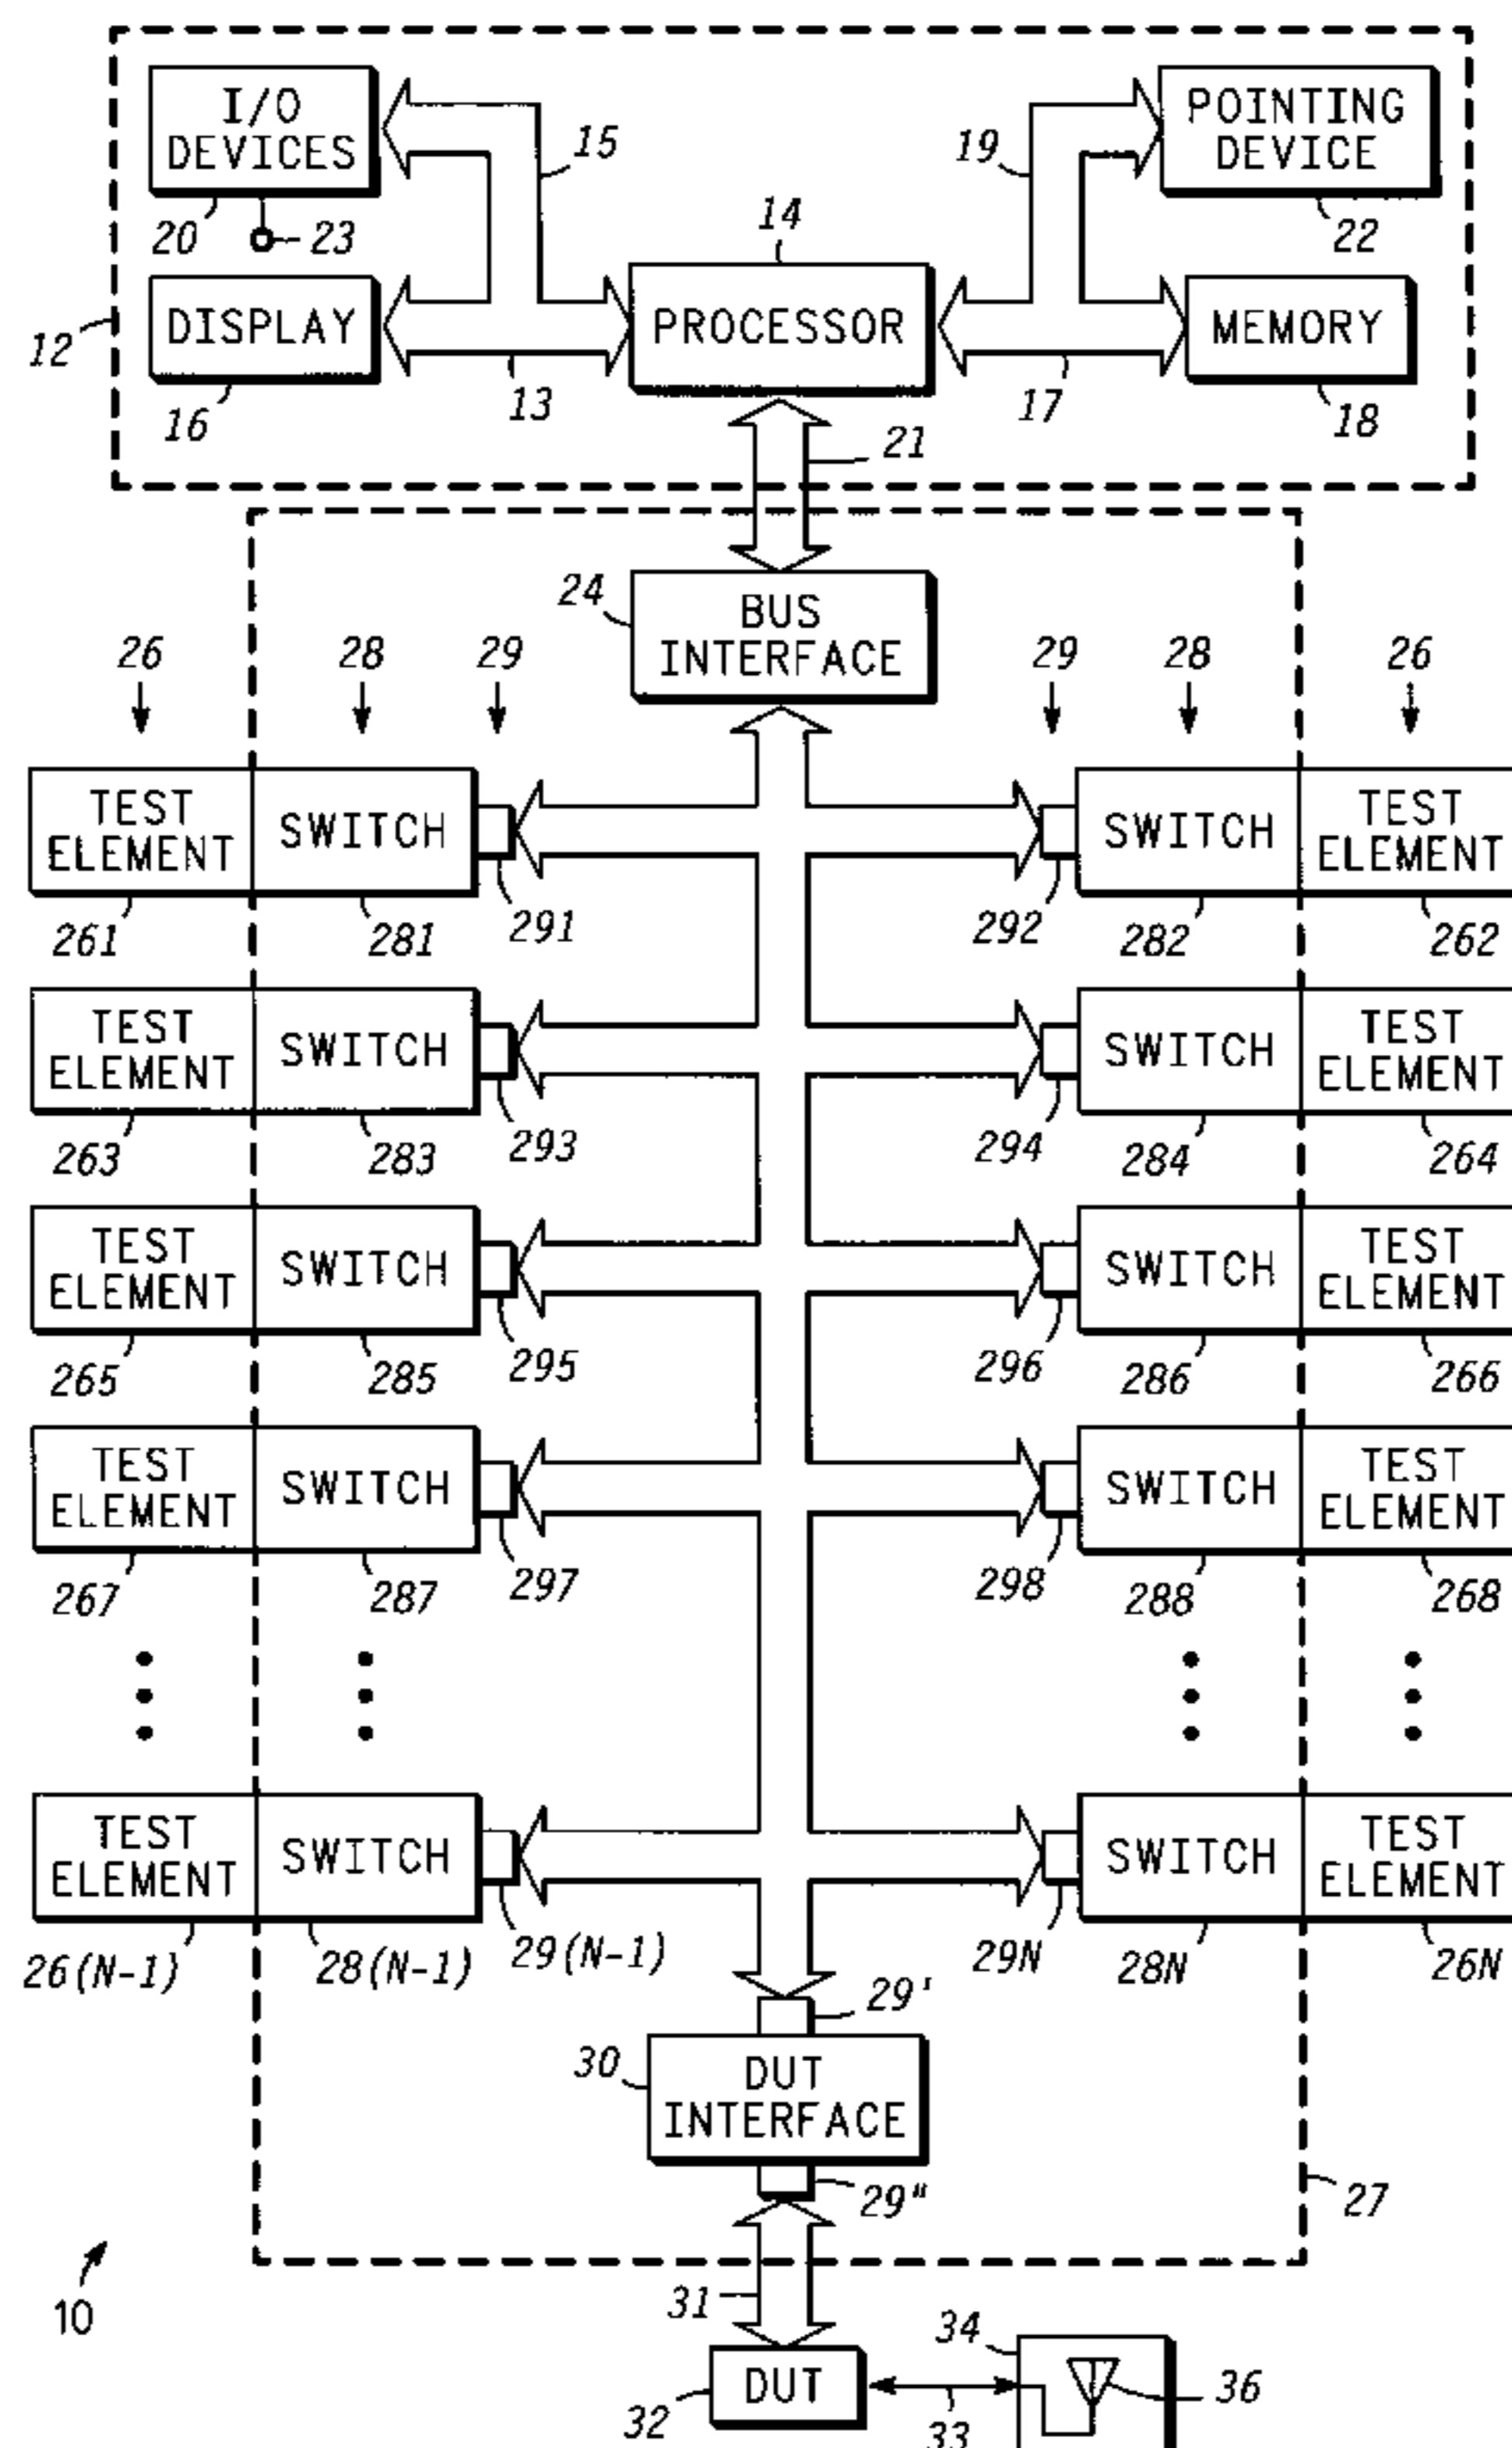 I/O
DEVICES
POINTING
DEVICE
15
19
14
20
23
22
12
DISPLAY
PROCESSOR
MEMORY
16
13
17
18
21
24
BUS
INTERFACE
26
28
29
29
28
26
TEST
ELEMENT
SWITCH
SWITCH
TEST
ELEMENT
261
281
291
292
282
262
TEST
ELEMENT
SWITCH
SWITCH
TEST
ELEMENT
263
283
293
294
284
264
TEST
ELEMENT
SWITCH
SWITCH
TEST
ELEMENT
265
285
295
296
286
266
TEST
ELEMENT
SWITCH
SWITCH
TEST
ELEMENT
267
287
297
298
288
268
TEST
ELEMENT
SWITCH
SWITCH
TEST
ELEMENT
26(N-1)
28(N-1)
29(N-1)
29N
28N
26N
29'
30
DUT
INTERFACE
29"
27
10
31
34
DUT
36
32
33